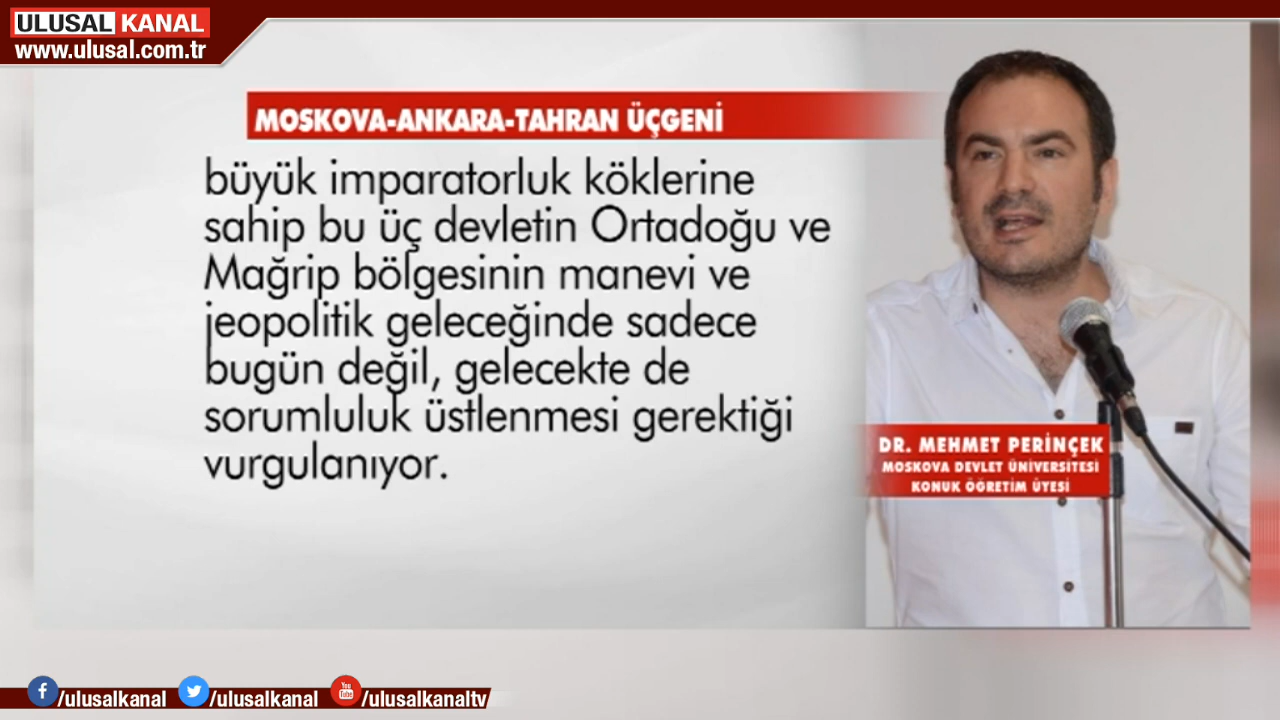 ULUSAL KANAL
www.ulusal.com.tr
MOSKOVA-ANKARA-TAHRAN ÜÇGENİ
büyük imparatorluk köklerine
sahip bu üç devletin Ortadoğu ve
Mağrip bölgesinin manevi ve
jeopolitik geleceğinde sadece
bugün değil, gelecekte de
sorumluluk üstlenmesi gerektiği
vurgulanıyor.
DR. MEHMET PERİNÇEK
MOSKOVA DEVLET ÜNİVERSİTESİ
KONUK ÖĞRETİM ÜYESİ
/ulusalkanal
/ulusalkanal
You Tube
/ulusalkanaltv